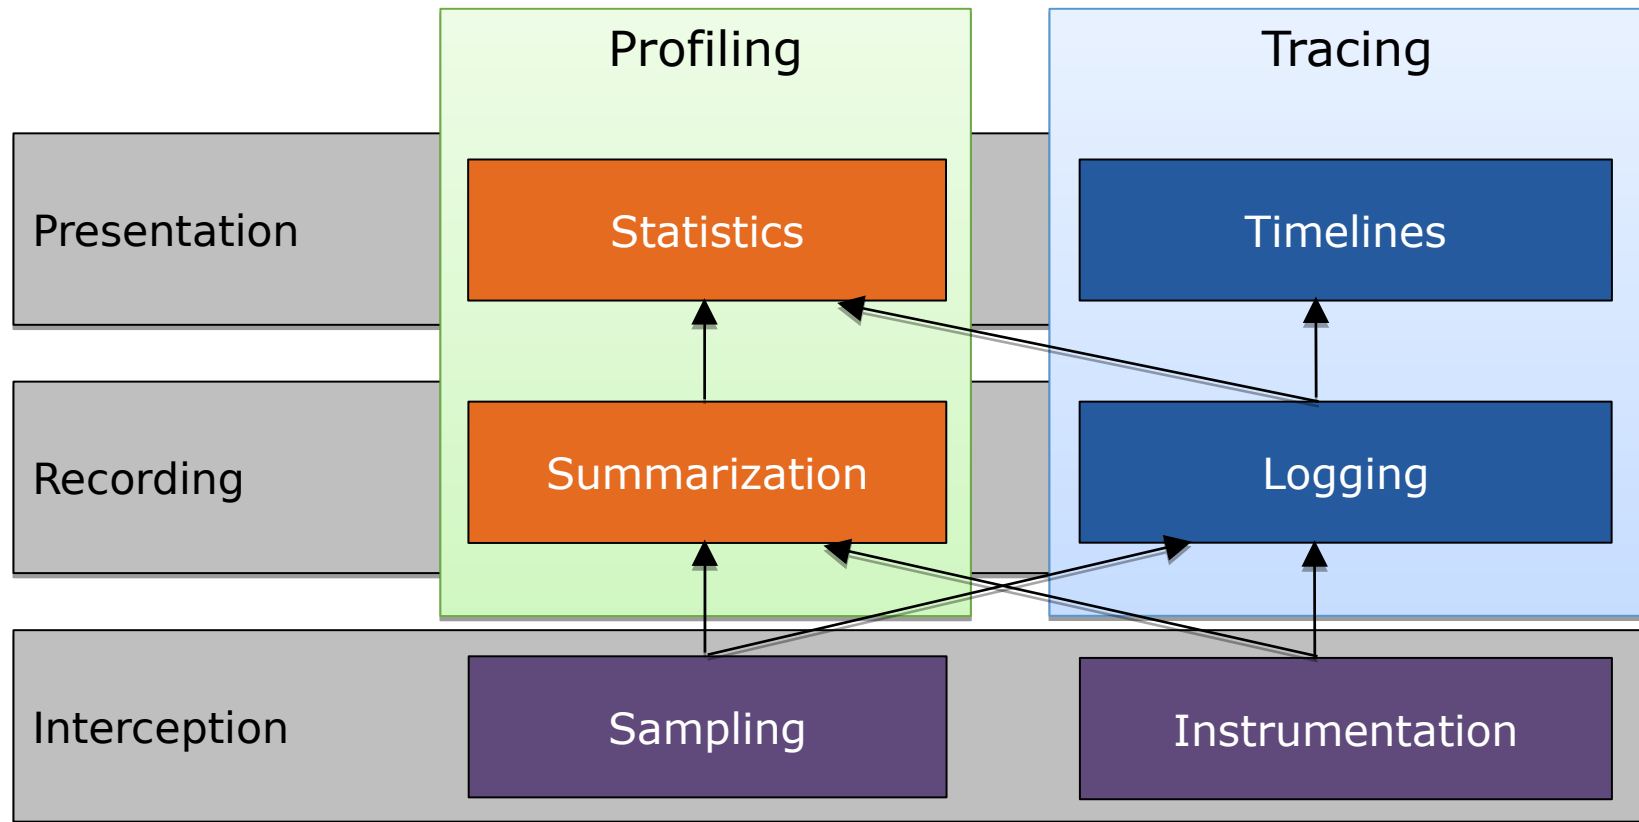 Profiling
Tracing
Presentation
Statistics
Timelines
Recording
Summarization
Logging
Interception
Sampling
Instrumentation